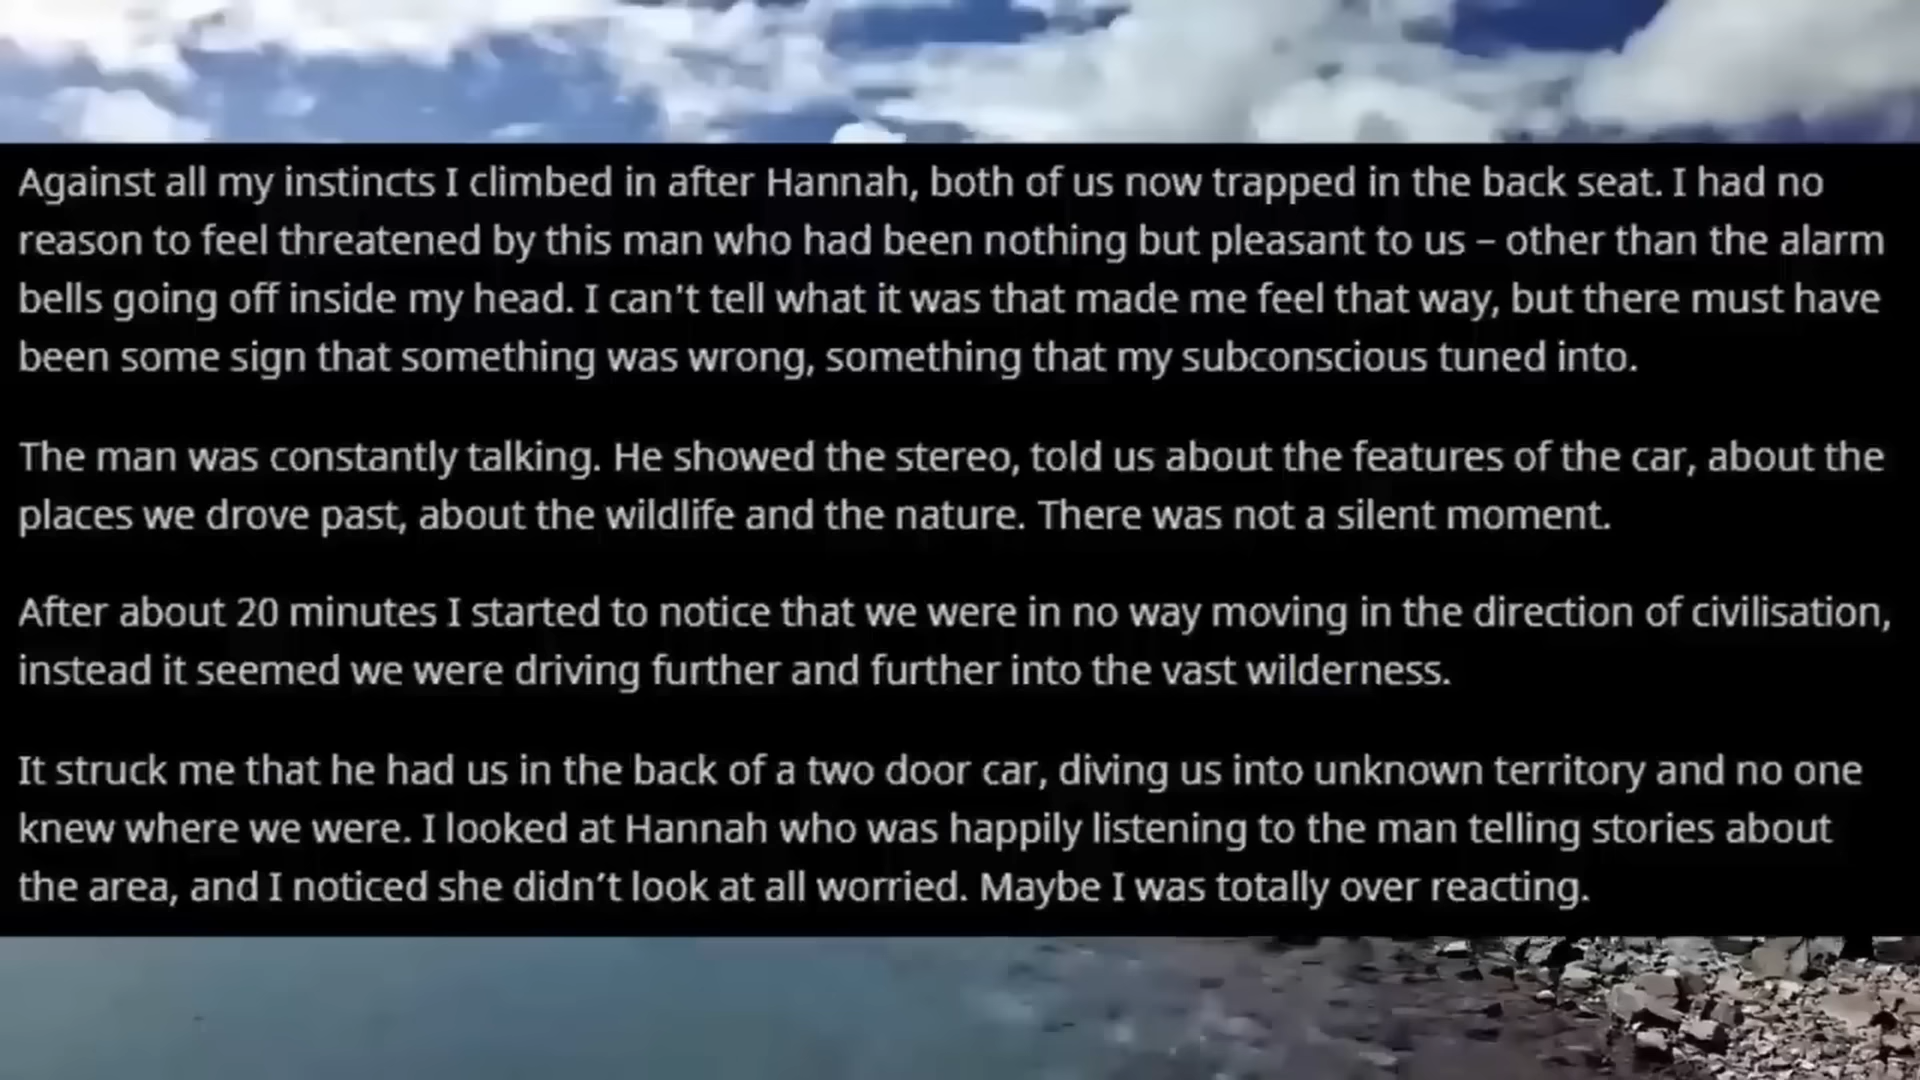 Against all my instincts I climbed in after Hannah, both of us now trapped in the back seat. I had no
reason to feel threatened by this man who had been nothing but pleasant to us – other than the alarm
bells going off inside my head. I can't tell what it was that made me feel that way, but there must have
been some sign that something was wrong, something that my subconscious tuned into.
The man was constantly talking. He showed the stereo, told us about the features of the car, about the
places we drove past, about the wildlife and the nature. There was not a silent moment.
After about 20 minutes I started to notice that we were in no way moving in the direction of civilisation,
instead it seemed we were driving further and further into the vast wilderness.
It struck me that he had us in the back of a two door car, diving us into unknown territory and no one
knew where we were. I looked at Hannah who was happily listening to the man telling stories about
the area, and I noticed she didn’t look at all worried. Maybe I was totally over reacting.